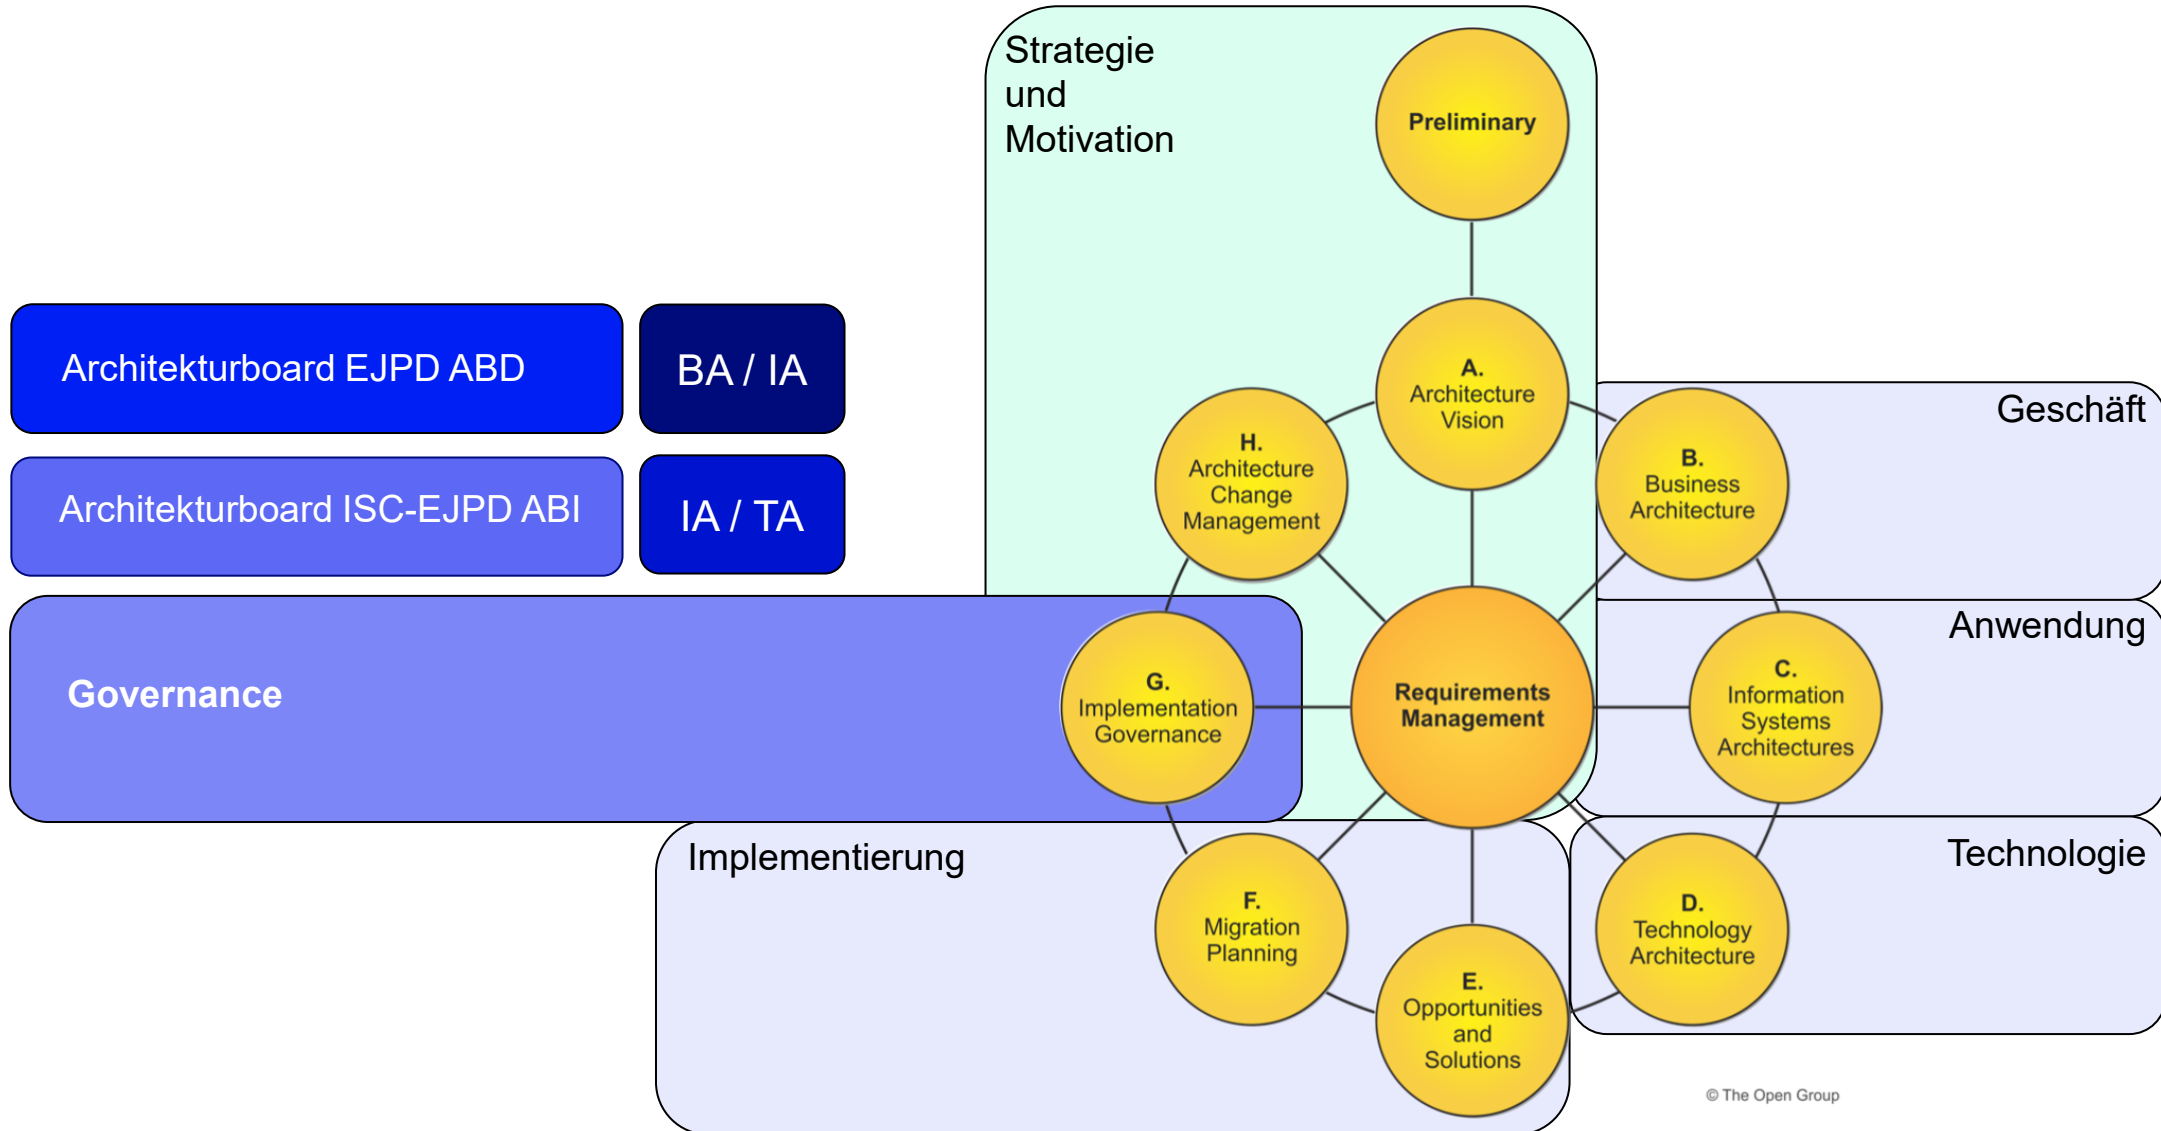 Strategie
und
Motivation
Preliminary
Architekturboard EJPD ABD
BA / IA
A.
Architecture
Vision
Geschäft
H.
Architecture
Change
Management
B.
Business
Architecture
Architekturboard ISC-EJPD ABI
IA / TA
Anwendung
Governance
G.
Implementation
Governance
Requirements
Management
C.
Information
Systems
Architectures
Implementierung
Technologie
F.
Migration
Planning
D.
Technology
Architecture
E.
Opportunities
and
Solutions
© The Open Group